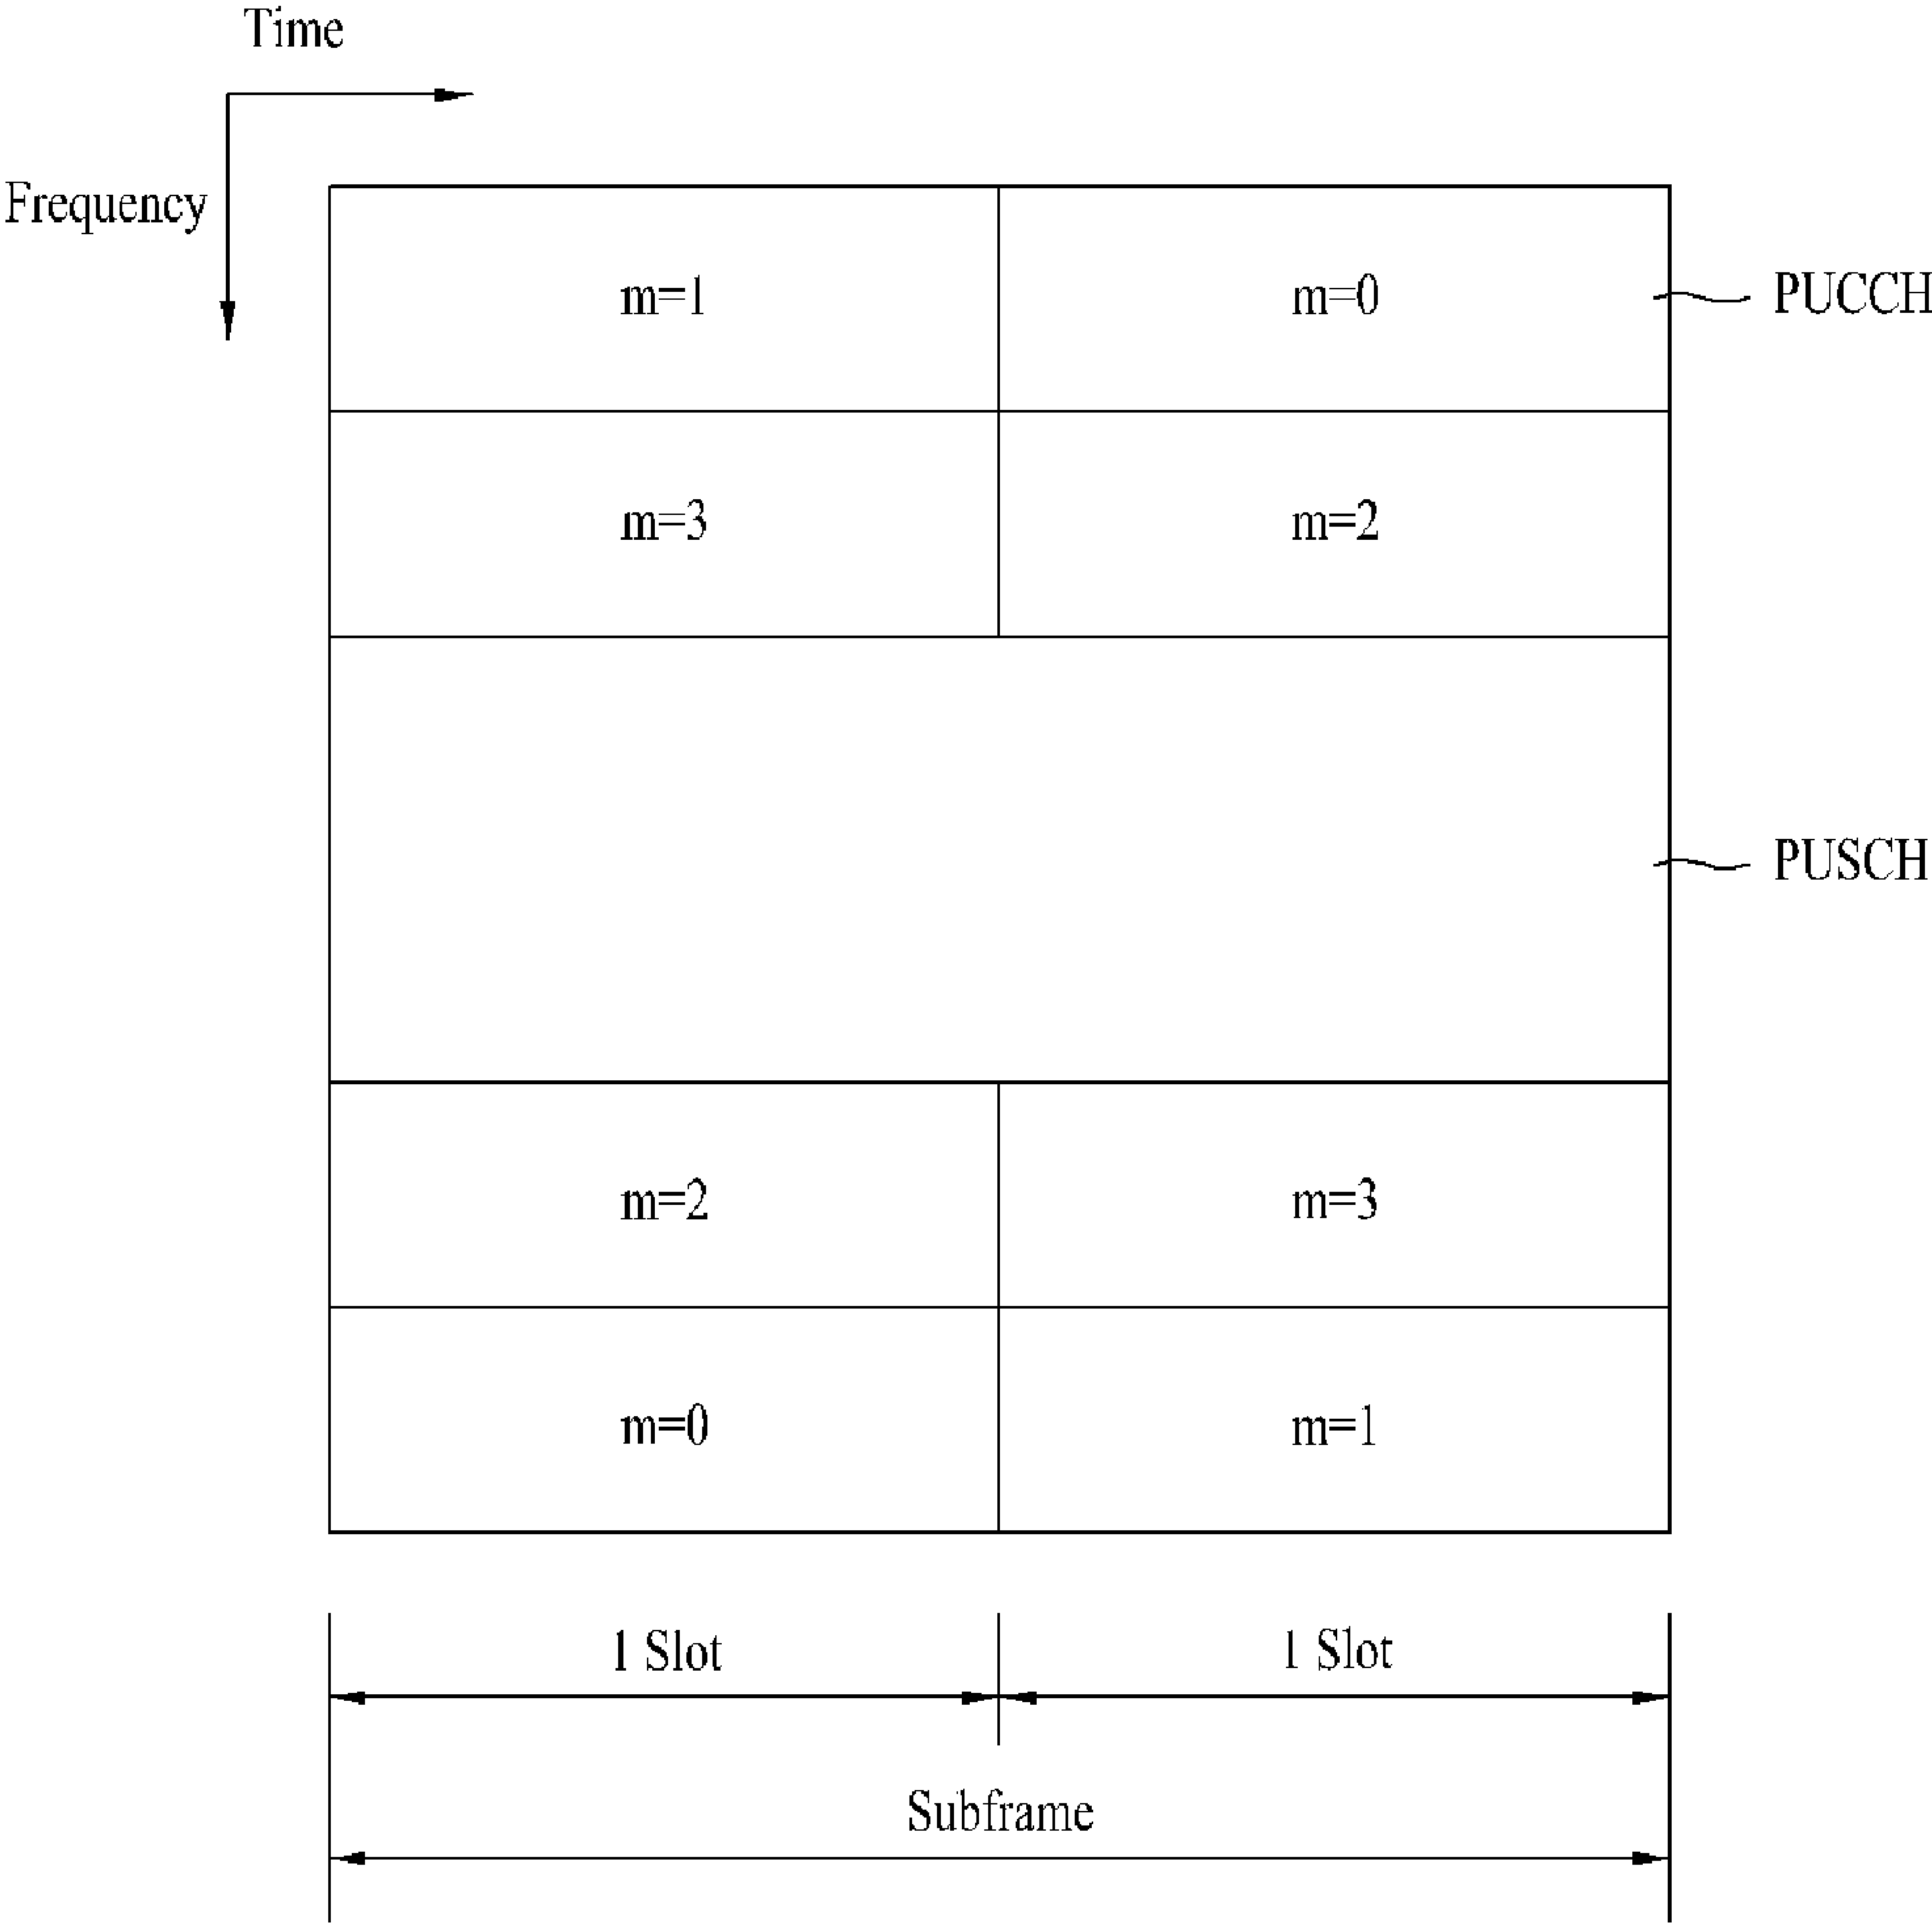 Time
Frequency
m=1
m=0
PUCCH
m=3
m=2
PUSCH
m=2
m=3
m=0
m=1
1 Slot
1 Slot
Subframe